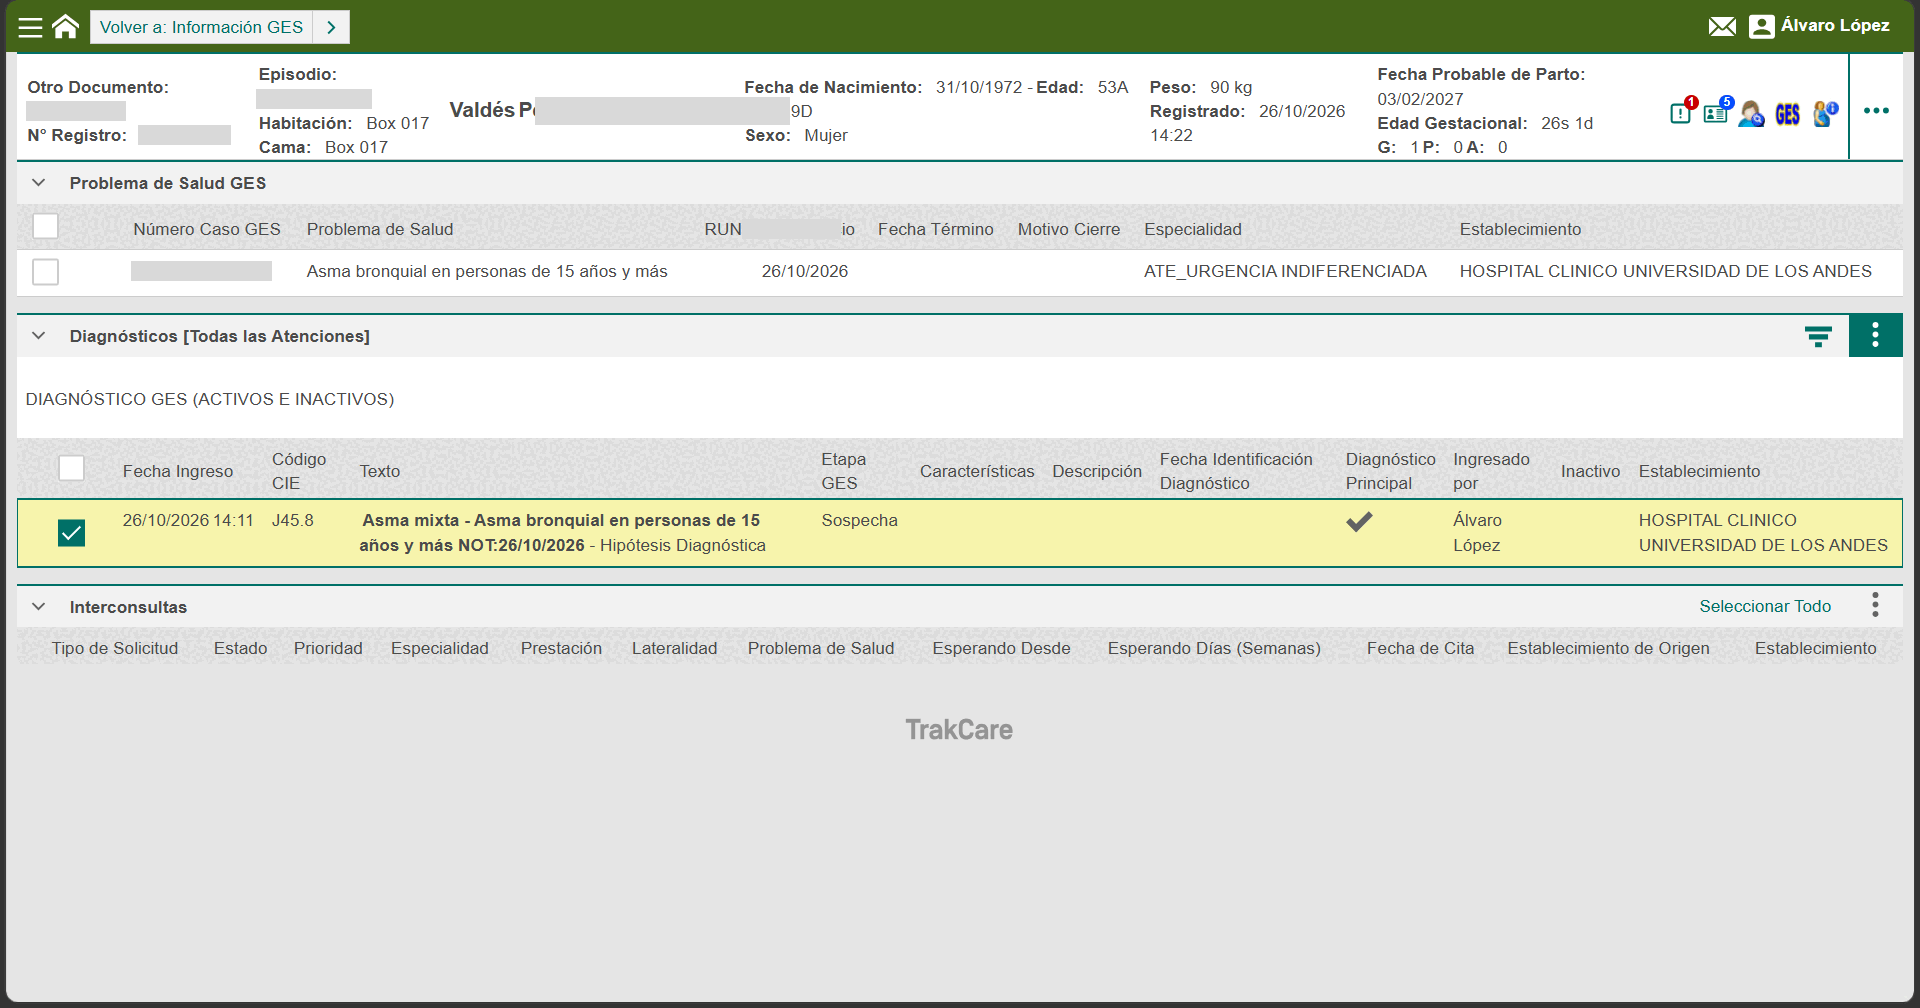 Volver a: Información GES
Álvaro López
Otro Documento:
N° Registro:
Episodio:
Habitación: Box 017
Cama: Box 017
Valdés
9D
Fecha de Nacimiento: 31/10/1972 - Edad: 53A
Sexo: Mujer
Peso: 90 kg
Registrado: 26/10/2026
14:22
Fecha Probable de Parto:
03/02/2027
Edad Gestacional: 26s 1d
G: 1 P: 0 A: 0
1
5
GES
Problema de Salud GES
Número Caso GES Problema de Salud RUN io Fecha Término Motivo Cierre Especialidad Establecimiento
Asma bronquial en personas de 15 años y más 26/10/2026 ATE_URGENCIA INDIFERENCIADA HOSPITAL CLINICO UNIVERSIDAD DE LOS ANDES
Diagnósticos [Todas las Atenciones]
DIAGNÓSTICO GES (ACTIVOS E INACTIVOS)
Fecha Ingreso
Código
CIE
Texto
Etapa
GES
Características
Descripción
Fecha Identificación
Diagnóstico
Diagnóstico
Principal
Ingresado
por
Inactivo
Establecimiento
26/10/2026 14:11
J45.8
Asma mixta - Asma bronquial en personas de 15
años y más NOT:26/10/2026 - Hipótesis Diagnóstica
Sospecha
Álvaro
López
HOSPITAL CLINICO
UNIVERSIDAD DE LOS ANDES
Interconsultas
Seleccionar Todo
Tipo de Solicitud Estado Prioridad Especialidad Prestación Lateralidad Problema de Salud Esperando Desde Esperando Días (Semanas) Fecha de Cita Establecimiento de Origen Establecimiento
TrakCare